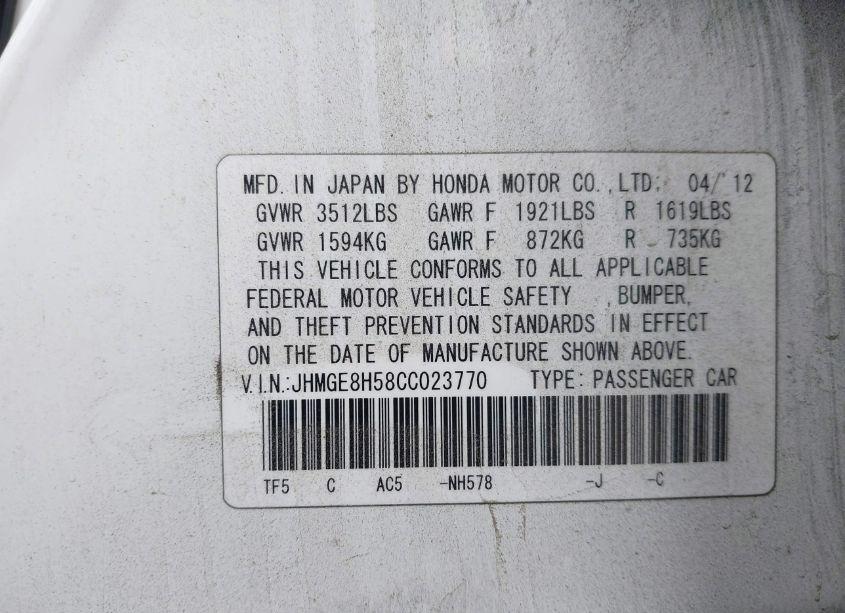 MFD. IN JAPAN BY HONDA MOTOR CO., LTD. 04/'12
GVWR 3512LBS GAWR F 1921LBS R 1619LBS
GVWR 1594KG GAWR F 872KG R 735KG
THIS VEHICLE CONFORMS TO ALL APPLICABLE
FEDERAL MOTOR VEHICLE SAFETY , BUMPER,
AND THEFT PREVENTION STANDARDS IN EFFECT
ON THE DATE OF MANUFACTURE SHOWN ABOVE.
V.I.N.:JHMGE8H58CC023770 TYPE: PASSENGER CAR
TF5 C AC5 -NH578 -J -C